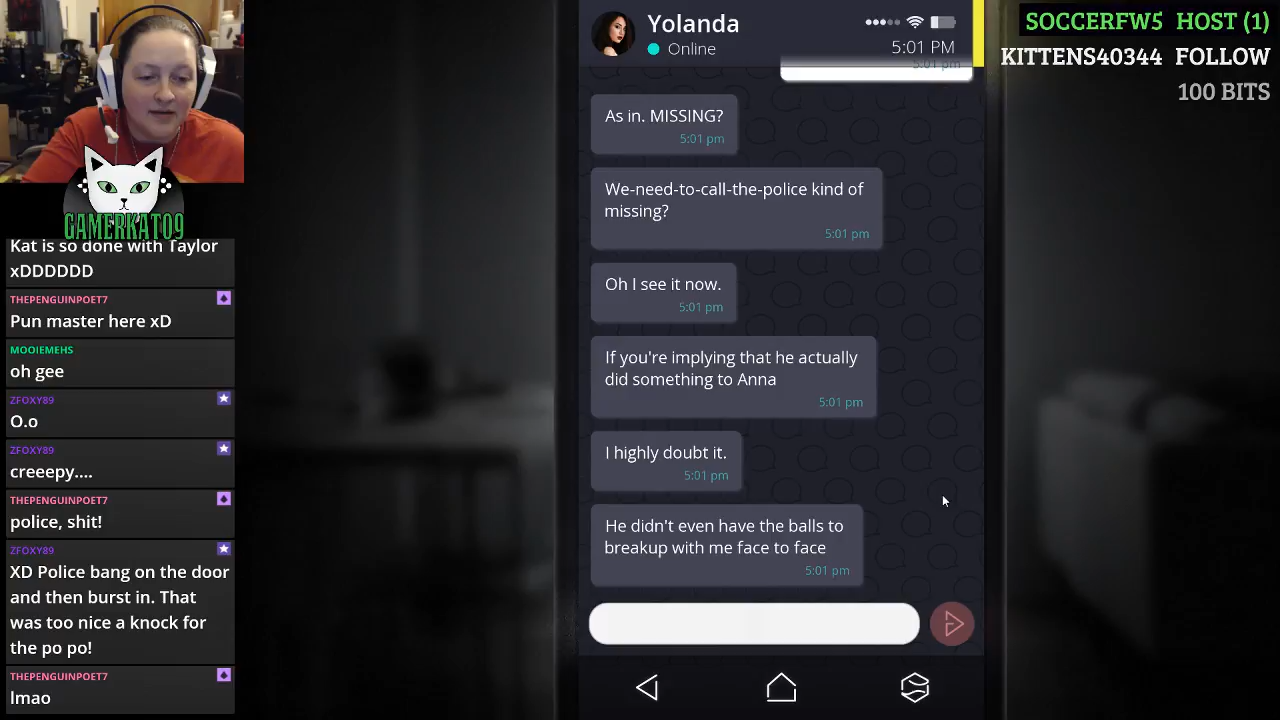 GAMERKAT09
Kat is so done with Taylor
xDDDDDD
THEPENGUINPOET7
Pun master here xD
MOOIEMEHS
oh gee
ZFOXY89
O.o
ZFOXY89
creeepy....
THEPENGUINPOET7
police, shit!
ZFOXY89
XD Police bang on the door
and then burst in. That
was too nice a knock for
the po po!
THEPENGUINPOET7
lmao
Yolanda
Online
5:01 PM
5:01 pm
As in. MISSING?
5:01 pm
We-need-to-call-the-police kind of
missing?
5:01 pm
Oh I see it now.
5:01 pm
If you're implying that he actually
did something to Anna
5:01 pm
I highly doubt it.
5:01 pm
He didn't even have the balls to
breakup with me face to face
5:01 pm
SOCCERFW5 HOST (1)
KITTENS40344 FOLLOW
100 BITS